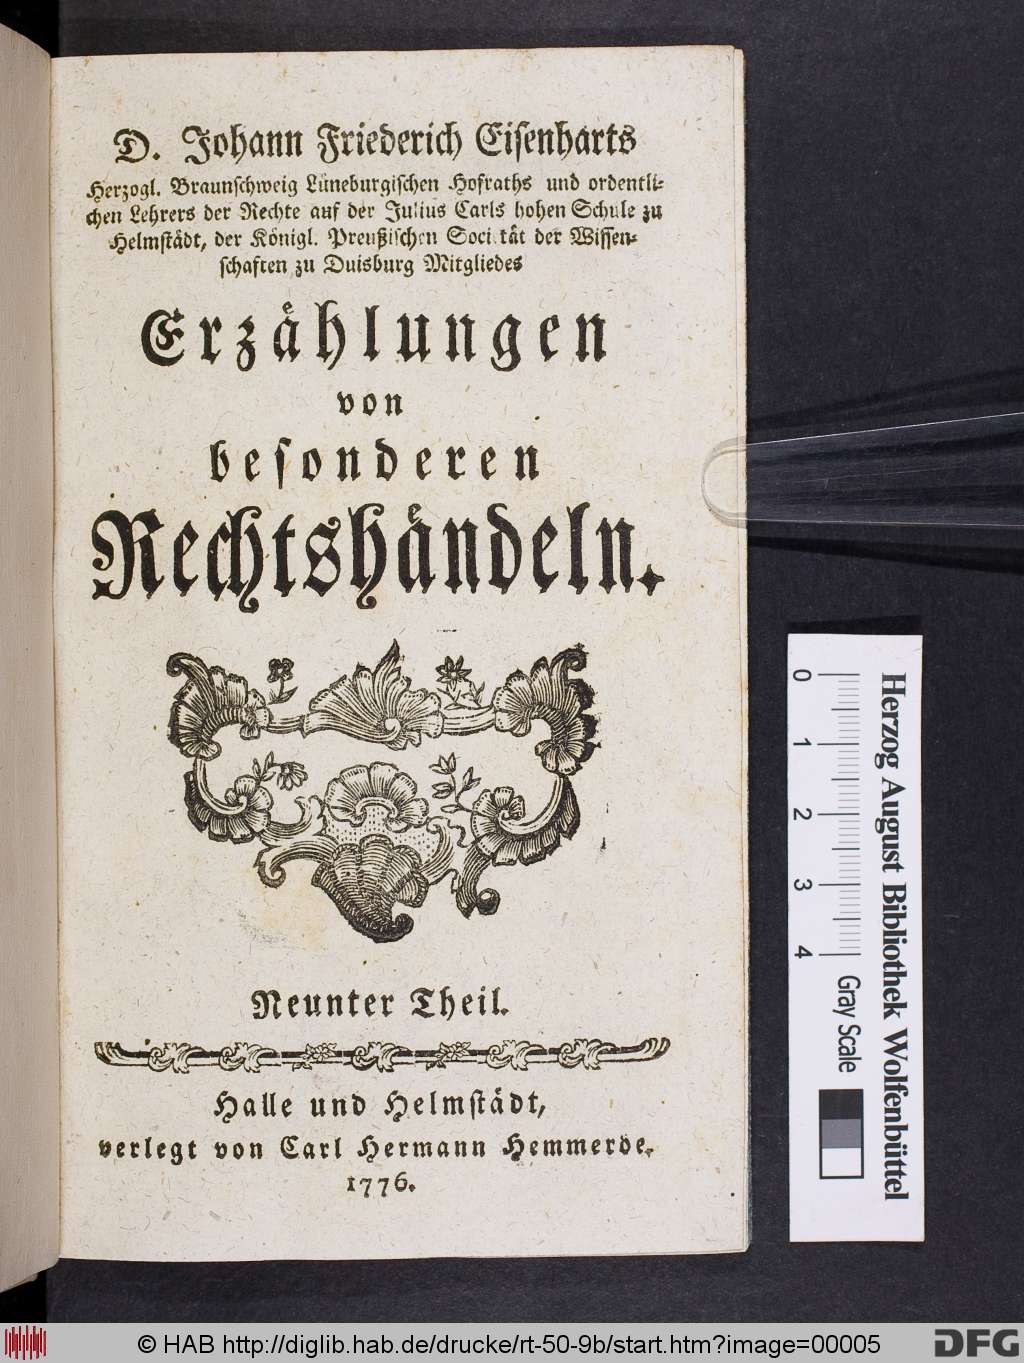 D. Johann Friederich Eisenharts
Herzogl. Braunschweig Lüneburgischen Hofraths und ordentli-
chen Lehrers der Rechte auf der Julius Carls hohen Schule zu
Helmstädt, der Königl. Preußischen Societät der Wissen-
schaften zu Duisburg Mitgliedes
Erzählungen
von
besonderen
Rechtshändeln.
Neunter Theil.
Halle und Helmstädt,
verlegt von Carl Hermann Hemmerde.
1776.
0 1 2 3 4
Gray Scale
Herzog August Bibliothek Wolfenbüttel
© HAB http://diglib.hab.de/drucke/rt-50-9b/start.htm?image=00005
DFG